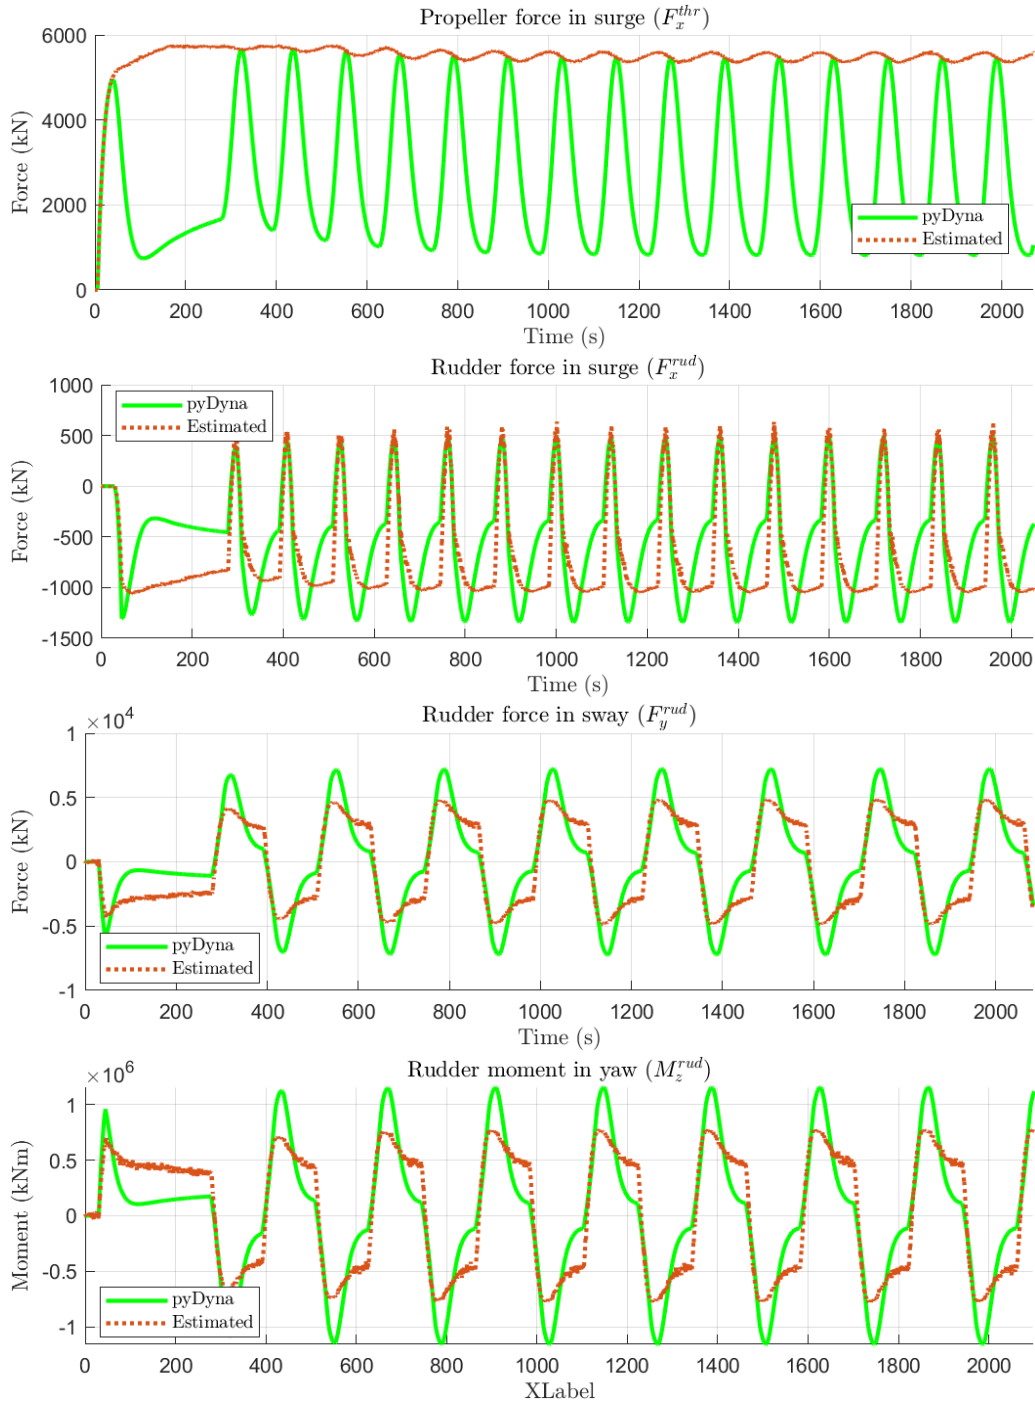 Propeller force in surge (F_x^{thr})
6000
4000
2000
0
Force (kN)
pyDyna
Estimated
0 200 400 600 800 1000 1200 1400 1600 1800 2000
Time (s)
Rudder force in surge (F_x^{rud})
1000
500
0
-500
-1000
-1500
Force (kN)
pyDyna
Estimated
0 200 400 600 800 1000 1200 1400 1600 1800 2000
Time (s)
Rudder force in sway (F_y^{rud})
×10^4
1
0.5
0
-0.5
-1
Force (kN)
pyDyna
Estimated
0 200 400 600 800 1000 1200 1400 1600 1800 2000
Time (s)
Rudder moment in yaw (M_z^{rud})
×10^6
1
0.5
0
-0.5
-1
Moment (kNm)
pyDyna
Estimated
0 200 400 600 800 1000 1200 1400 1600 1800 2000
XLabel